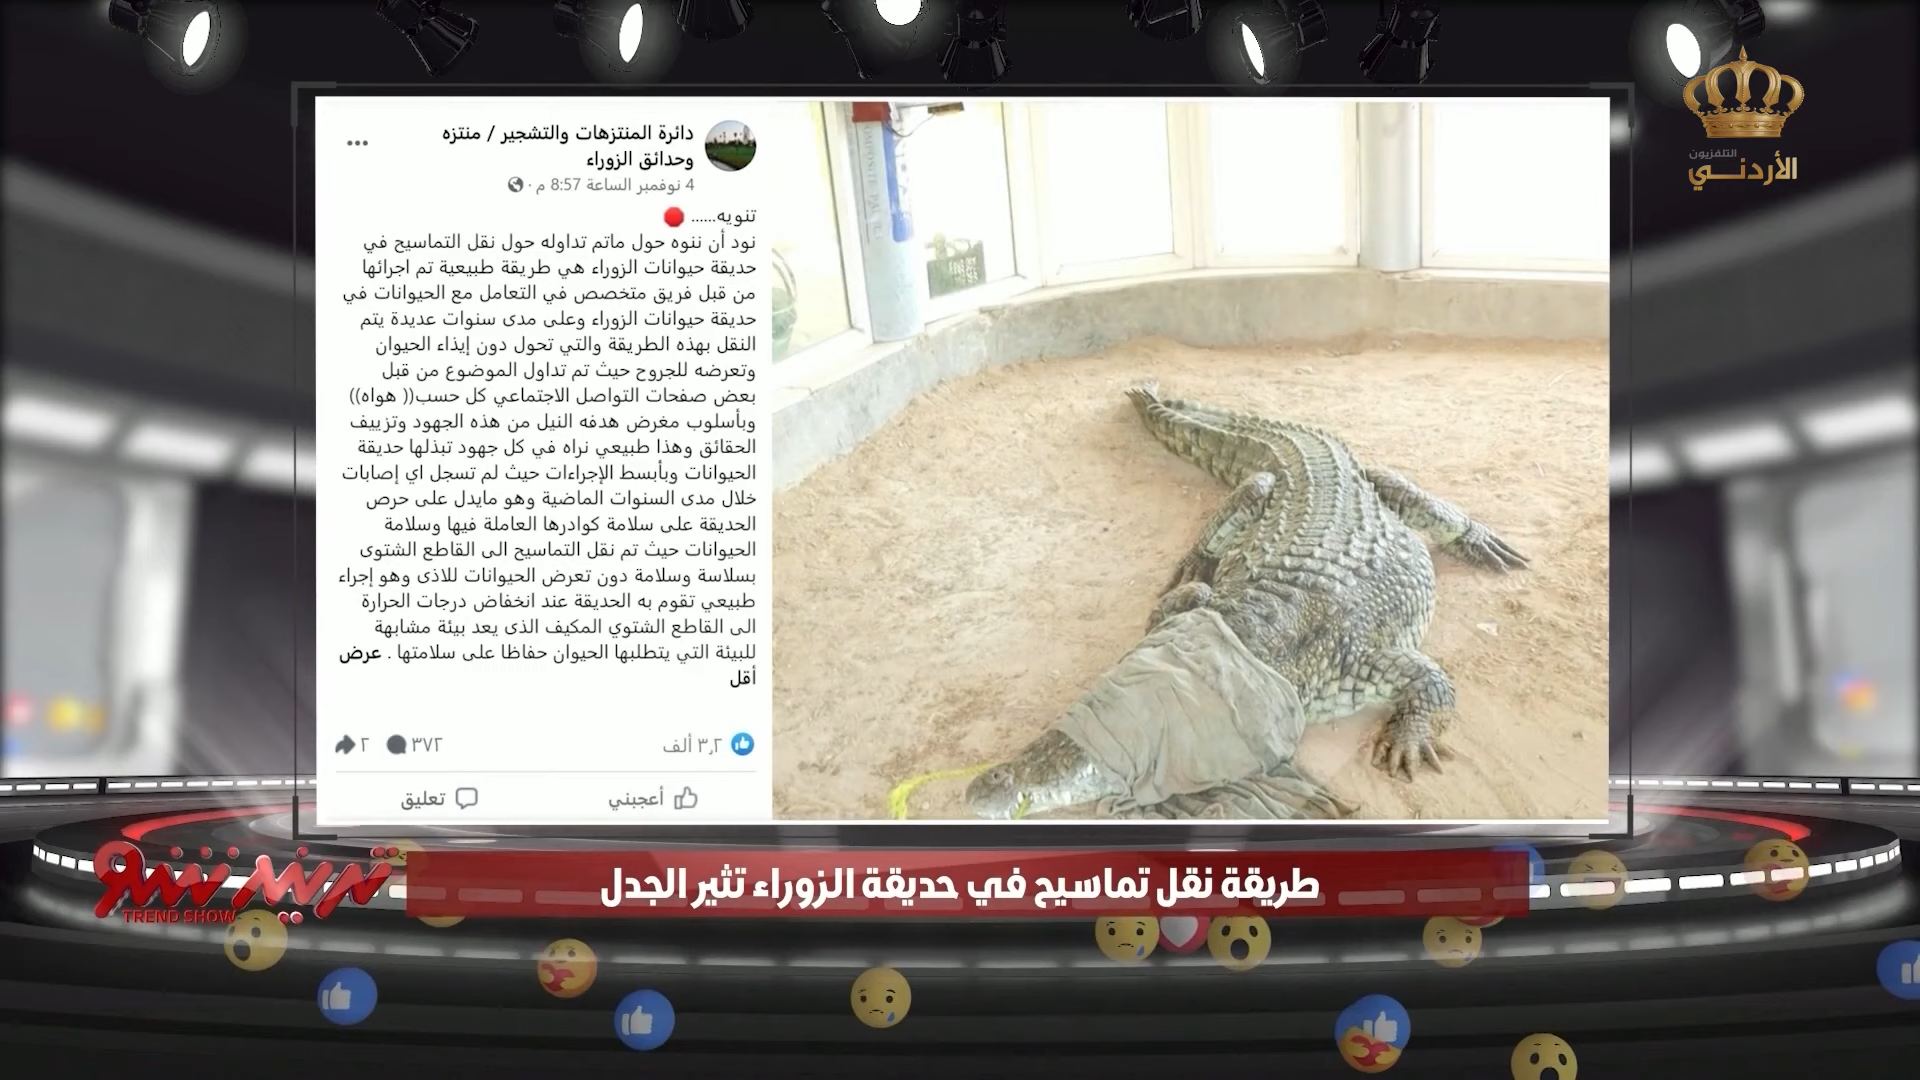 التلفزيون
الأردني
دائرة المنتزهات والتشجير / منتزه
وحدائق الزوراء
4 نوفمبر الساعة 8:57 م ·
تنويه......
نود أن ننوه حول ماتم تداوله حول نقل التماسيح في
حديقة حيوانات الزوراء هي طريقة طبيعية تم اجرائها
من قبل فريق متخصص في التعامل مع الحيوانات في
حديقة حيوانات الزوراء وعلى مدى سنوات عديدة يتم
النقل بهذه الطريقة والتي تحول دون إيذاء الحيوان
وتعرضه للجروح حيث تم تداول الموضوع من قبل
بعض صفحات التواصل الاجتماعي كل حسب(( هواه))
وبأسلوب مغرض هدفه النيل من هذه الجهود وتزييف
الحقائق وهذا طبيعي نراه في كل جهود تبذلها حديقة
الحيوانات وبأبسط الإجراءات حيث لم تسجل اي إصابات
خلال مدى السنوات الماضية وهو مايدل على حرص
الحديقة على سلامة كوادرها العاملة فيها وسلامة
الحيوانات حيث تم نقل التماسيح الى القاطع الشتوى
بسلاسة وسلامة دون تعرض الحيوانات للاذى وهو إجراء
طبيعي تقوم به الحديقة عند انخفاض درجات الحرارة
الى القاطع الشتوي المكيف الذى يعد بيئة مشابهة
للبيئة التي يتطلبها الحيوان حفاظا على سلامتها . عرض
أقل
٣٫٢ ألف
٣٧٢
٢
أعجبني
تعليق
طريقة نقل تماسيح في حديقة الزوراء تثير الجدل
تريند شو
TREND SHOW